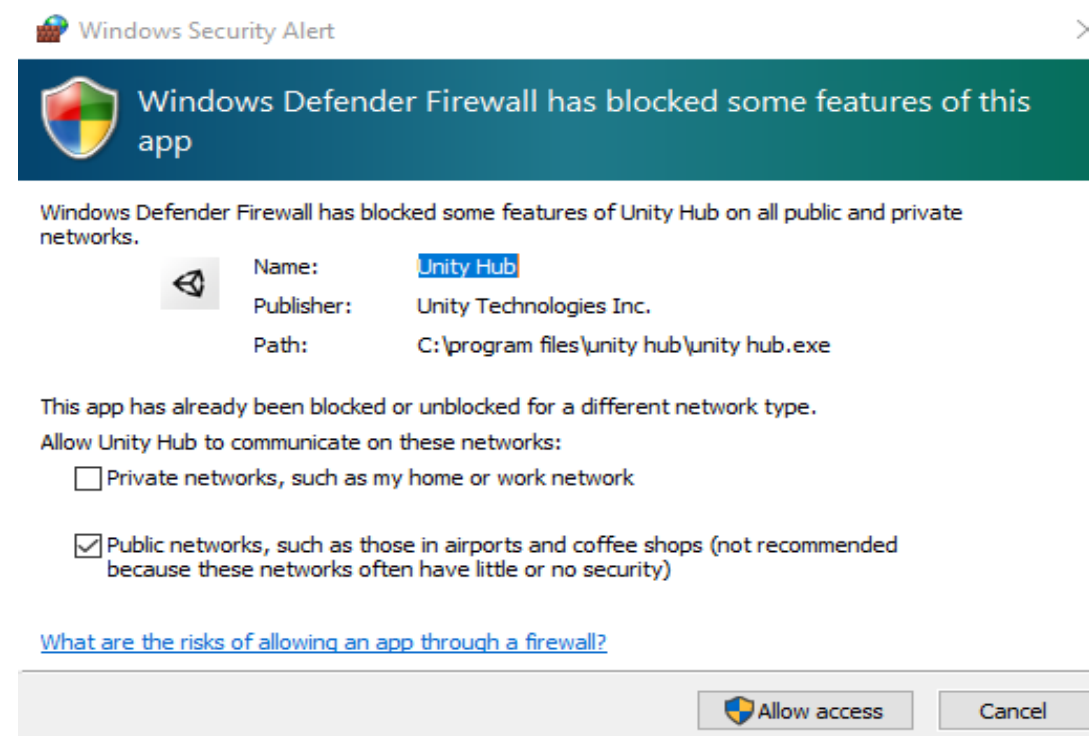 Windows Security Alert
Windows Defender Firewall has blocked some features of this
app
Windows Defender Firewall has blocked some features of Unity Hub on all public and private
networks.
Name: Unity Hub
Publisher: Unity Technologies Inc.
Path: C:\program files\unity hub\unity hub.exe
This app has already been blocked or unblocked for a different network type.
Allow Unity Hub to communicate on these networks:
Private networks, such as my home or work network
Public networks, such as those in airports and coffee shops (not recommended
because these networks often have little or no security)
What are the risks of allowing an app through a firewall?
Allow access Cancel